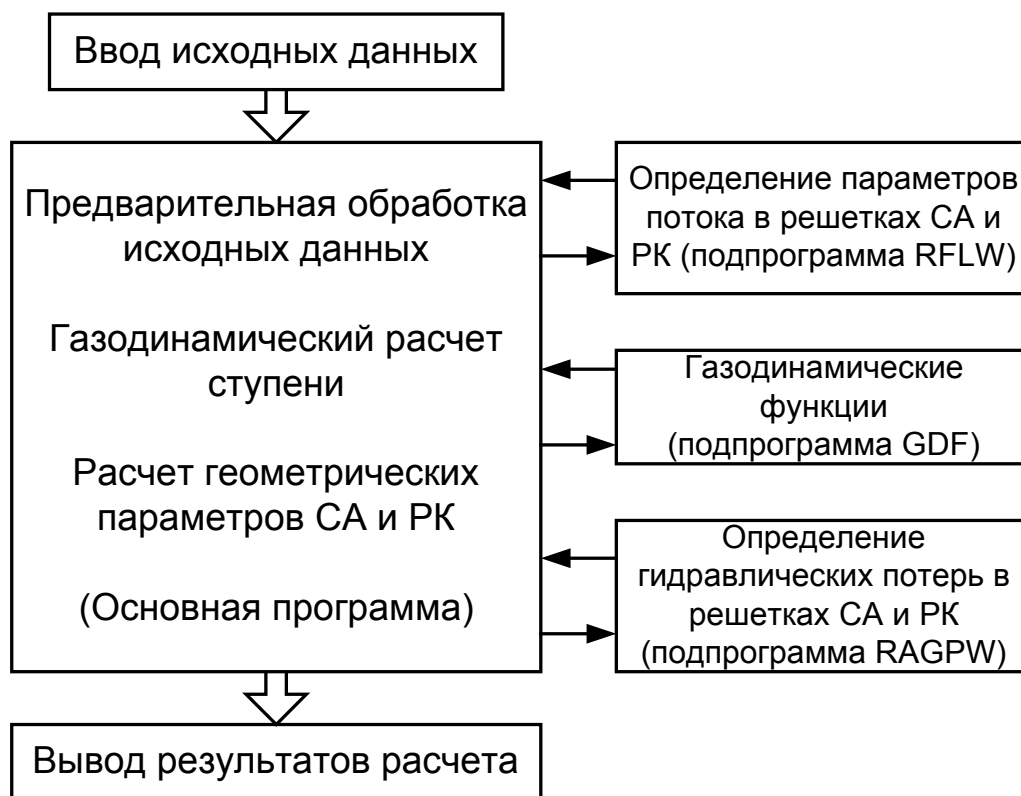 Ввод исходных данных
Предварительная обработка
исходных данных
Газодинамический расчет
ступени
Расчет геометрических
параметров СА и РК
(Основная программа)
Определение параметров
потока в решетках СА и
РК (подпрограмма RFLW)
Газодинамические
функции
(подпрограмма GDF)
Определение
гидравлических потерь в
решетках СА и РК
(подпрограмма RAGPW)
Вывод результатов расчета